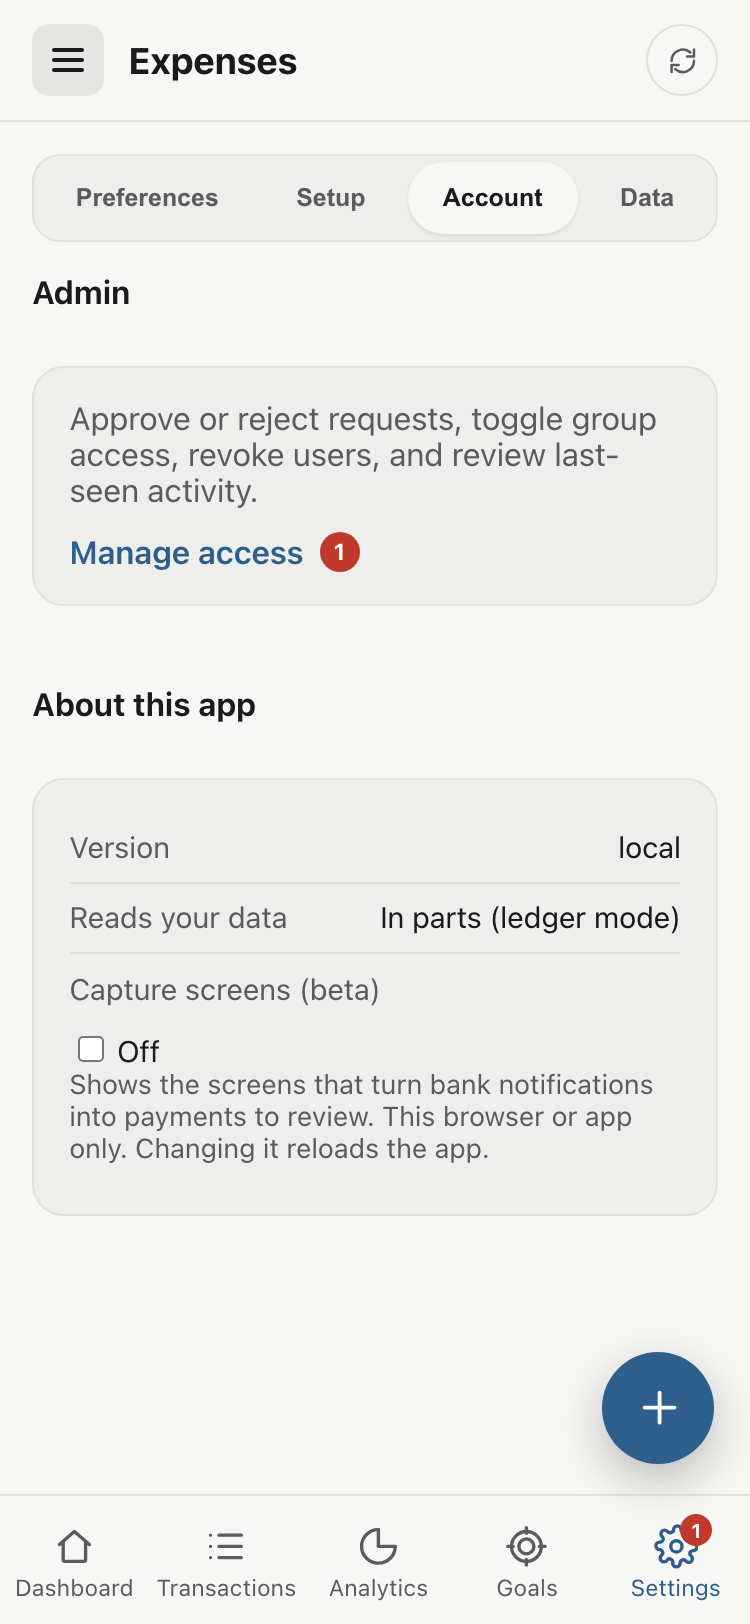 Expenses
Preferences
Setup
Account
Data
Admin
Approve or reject requests, toggle group
access, revoke users, and review last-
seen activity.
Manage access 1
About this app
Version local
Reads your data In parts (ledger mode)
Capture screens (beta)
Off
Shows the screens that turn bank notifications
into payments to review. This browser or app
only. Changing it reloads the app.
1
Dashboard
Transactions
Analytics
Goals
Settings